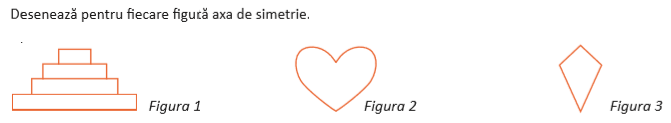 Desenează pentru fiecare figură axa de simetrie.
Figura 1
Figura 2
Figura 3